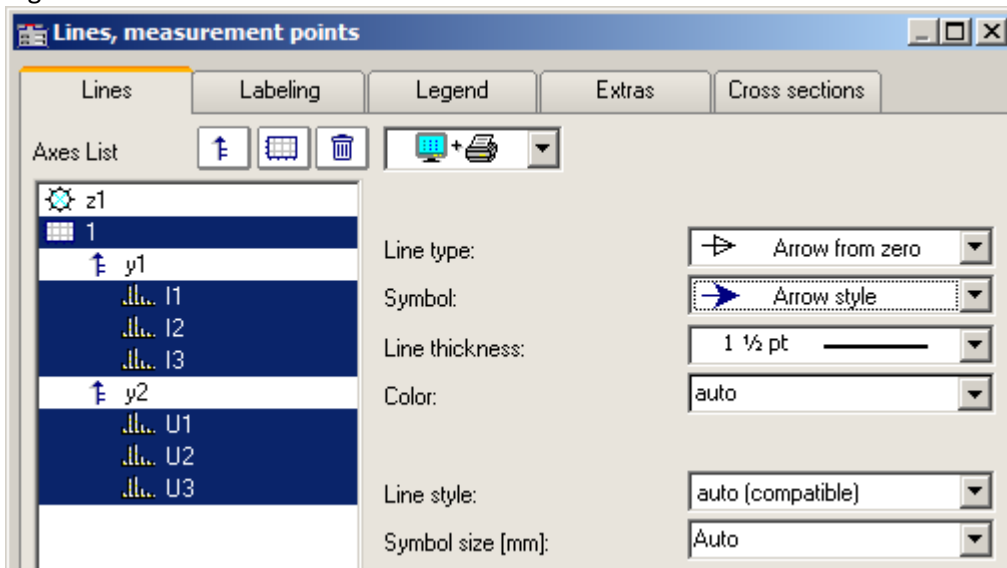 Lines, measurement points
Lines
Labeling
Legend
Extras
Cross sections
Axes List
z1
1
y1
I1
I2
I3
y2
U1
U2
U3
Line type:
Arrow from zero
Symbol:
Arrow style
Line thickness:
1 ½ pt
Color:
auto
Line style:
auto (compatible)
Symbol size [mm]:
Auto